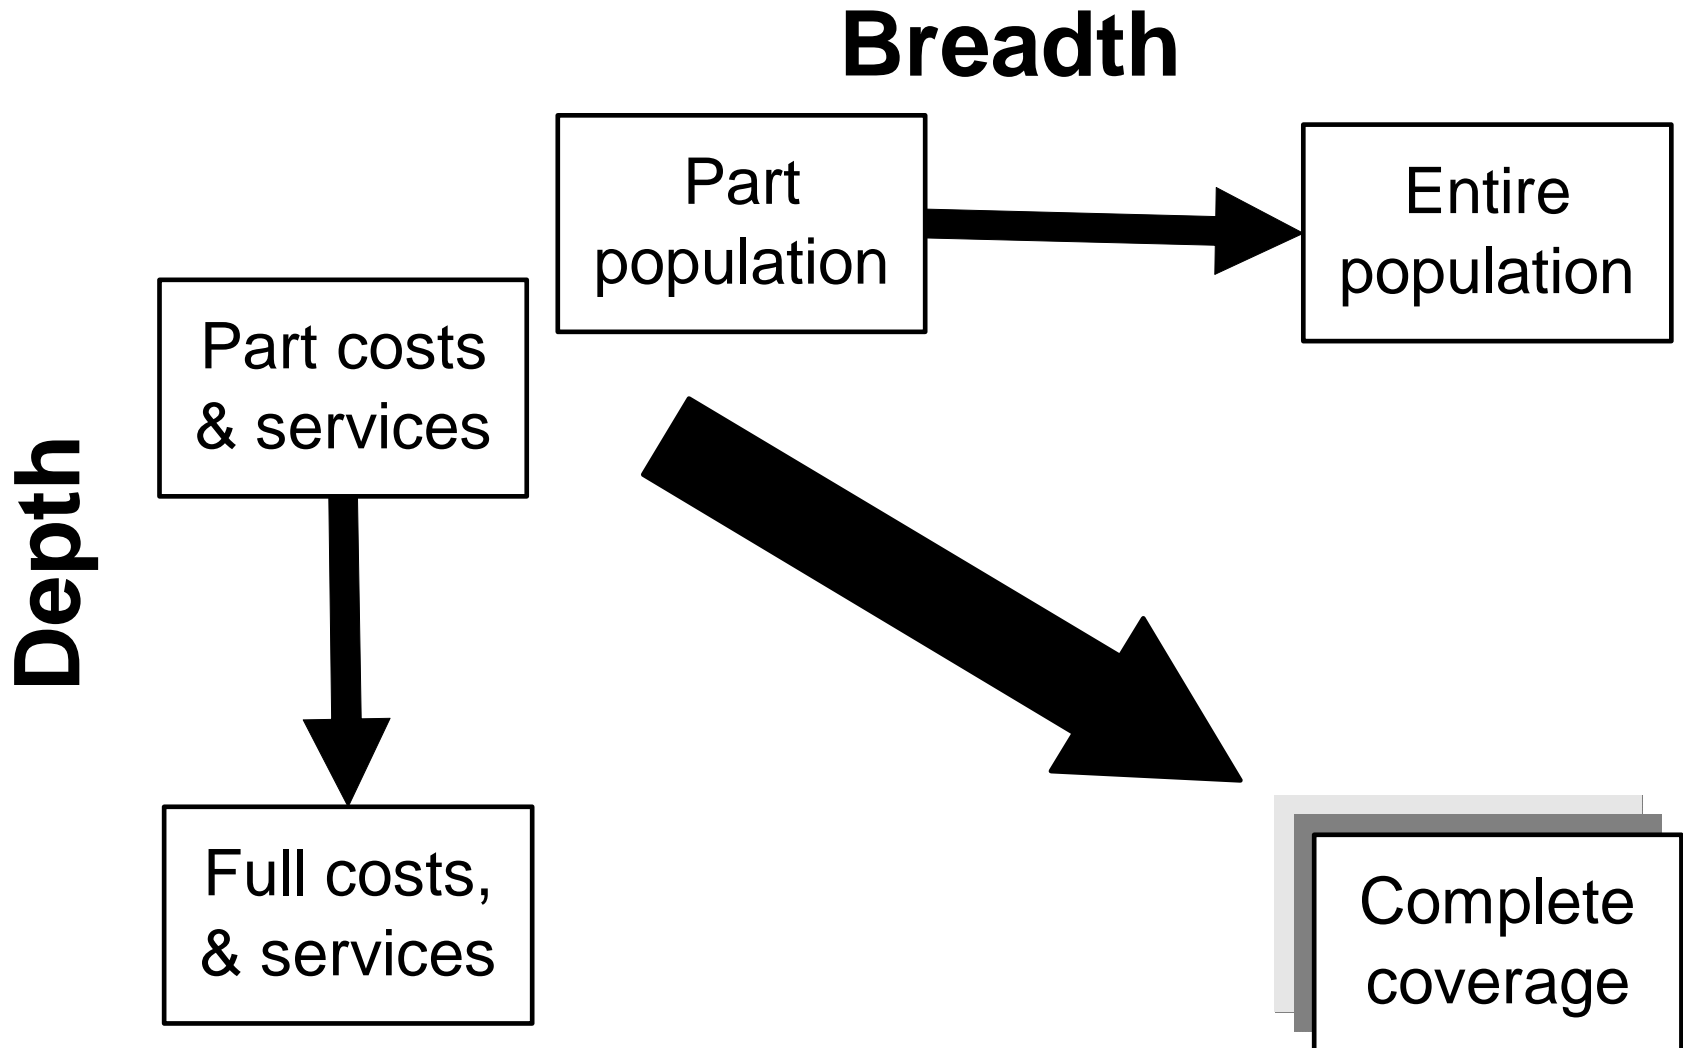 Breadth
Part
population
Entire
population
Part costs
& services
Depth
Full costs,
& services
Complete
coverage